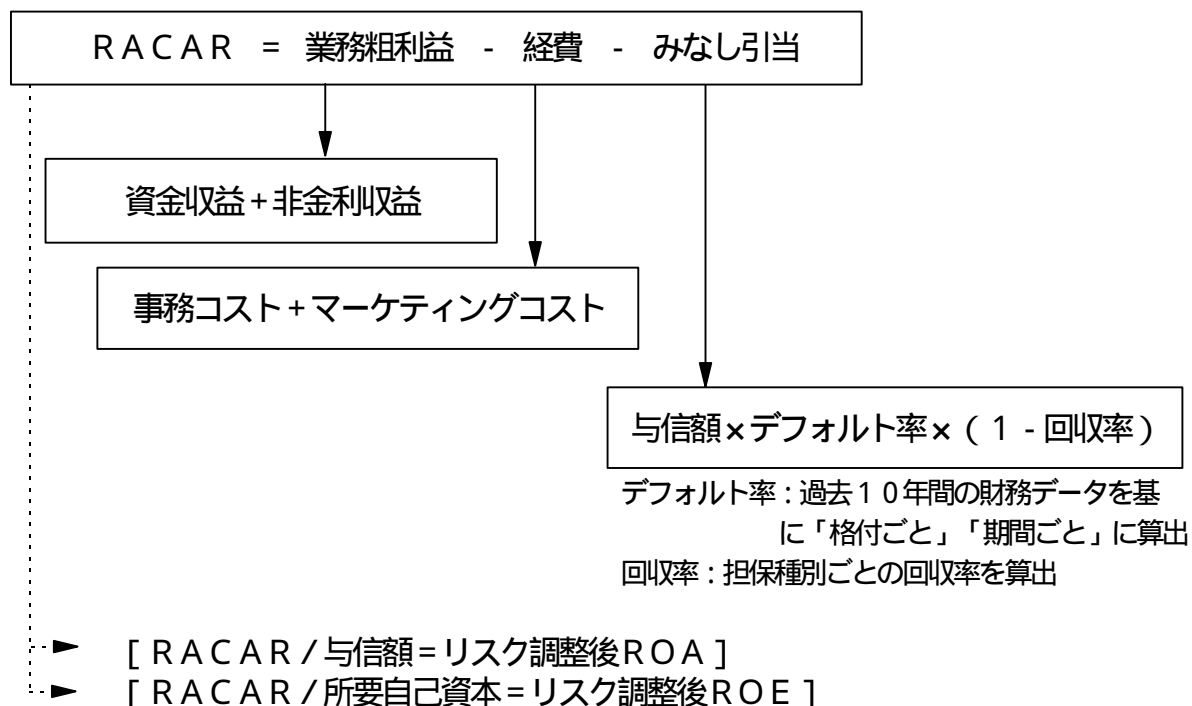 ＲＡＣＡＲ ＝ 業務粗利益 － 経費 － みなし引当
資金収益＋非金利収益
事務コスト＋マーケティングコスト
与信額×デフォルト率×（１－回収率）
デフォルト率：過去１０年間の財務データを基
に「格付ごと」「期間ごと」に算出
回収率：担保種別ごとの回収率を算出
［ＲＡＣＡＲ／与信額＝リスク調整後ＲＯＡ］
［ＲＡＣＡＲ／所要自己資本＝リスク調整後ＲＯＥ］